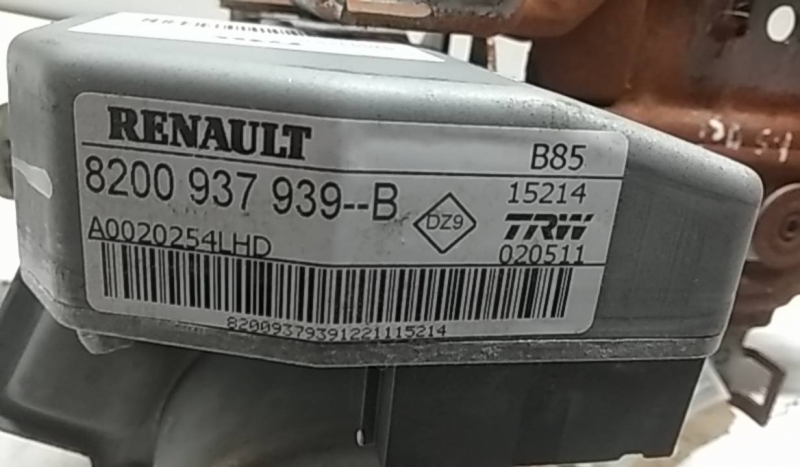 RENAULT
B85
8200 937 939--B
DZ9
15214
TRW
A0020254LHD
020511
82009379391221115214